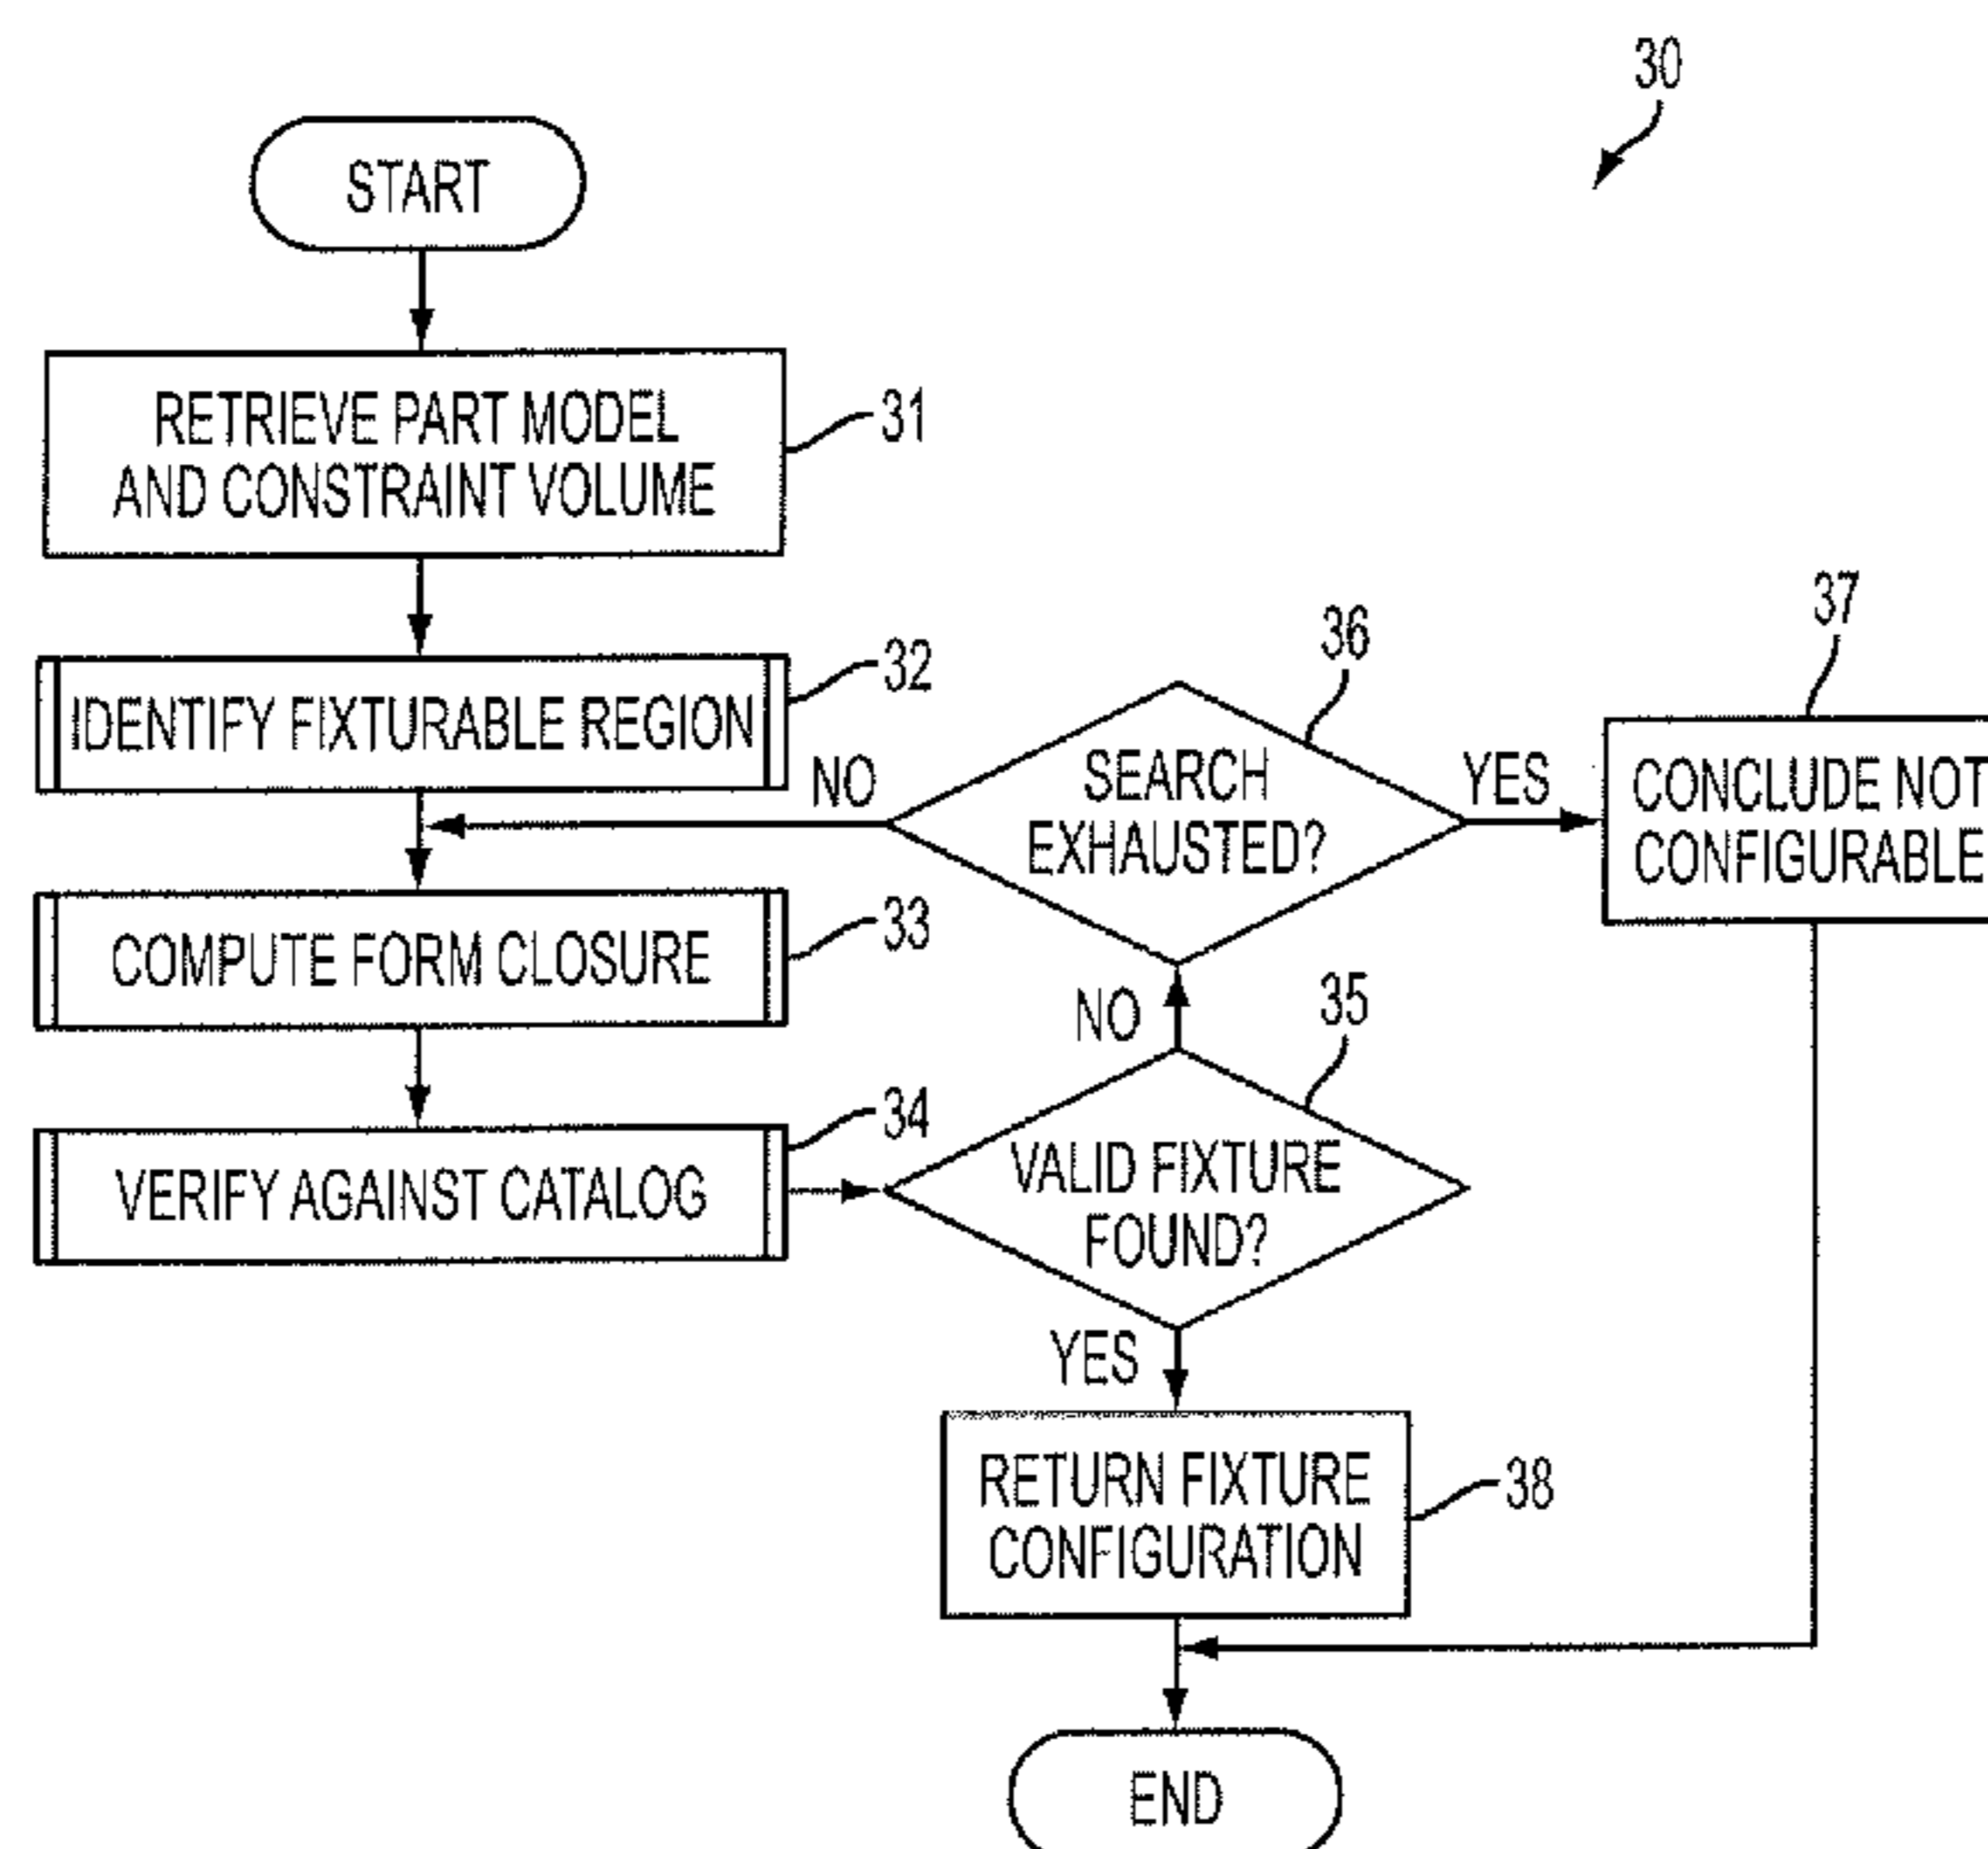 30
START
RETRIEVE PART MODEL
AND CONSTRAINT VOLUME
31
IDENTIFY FIXTURABLE REGION
32
COMPUTE FORM CLOSURE
33
VERIFY AGAINST CATALOG
34
VALID FIXTURE
FOUND?
35
NO
YES
SEARCH
EXHAUSTED?
36
NO
YES
CONCLUDE NOT
CONFIGURABLE
37
RETURN FIXTURE
CONFIGURATION
38
END